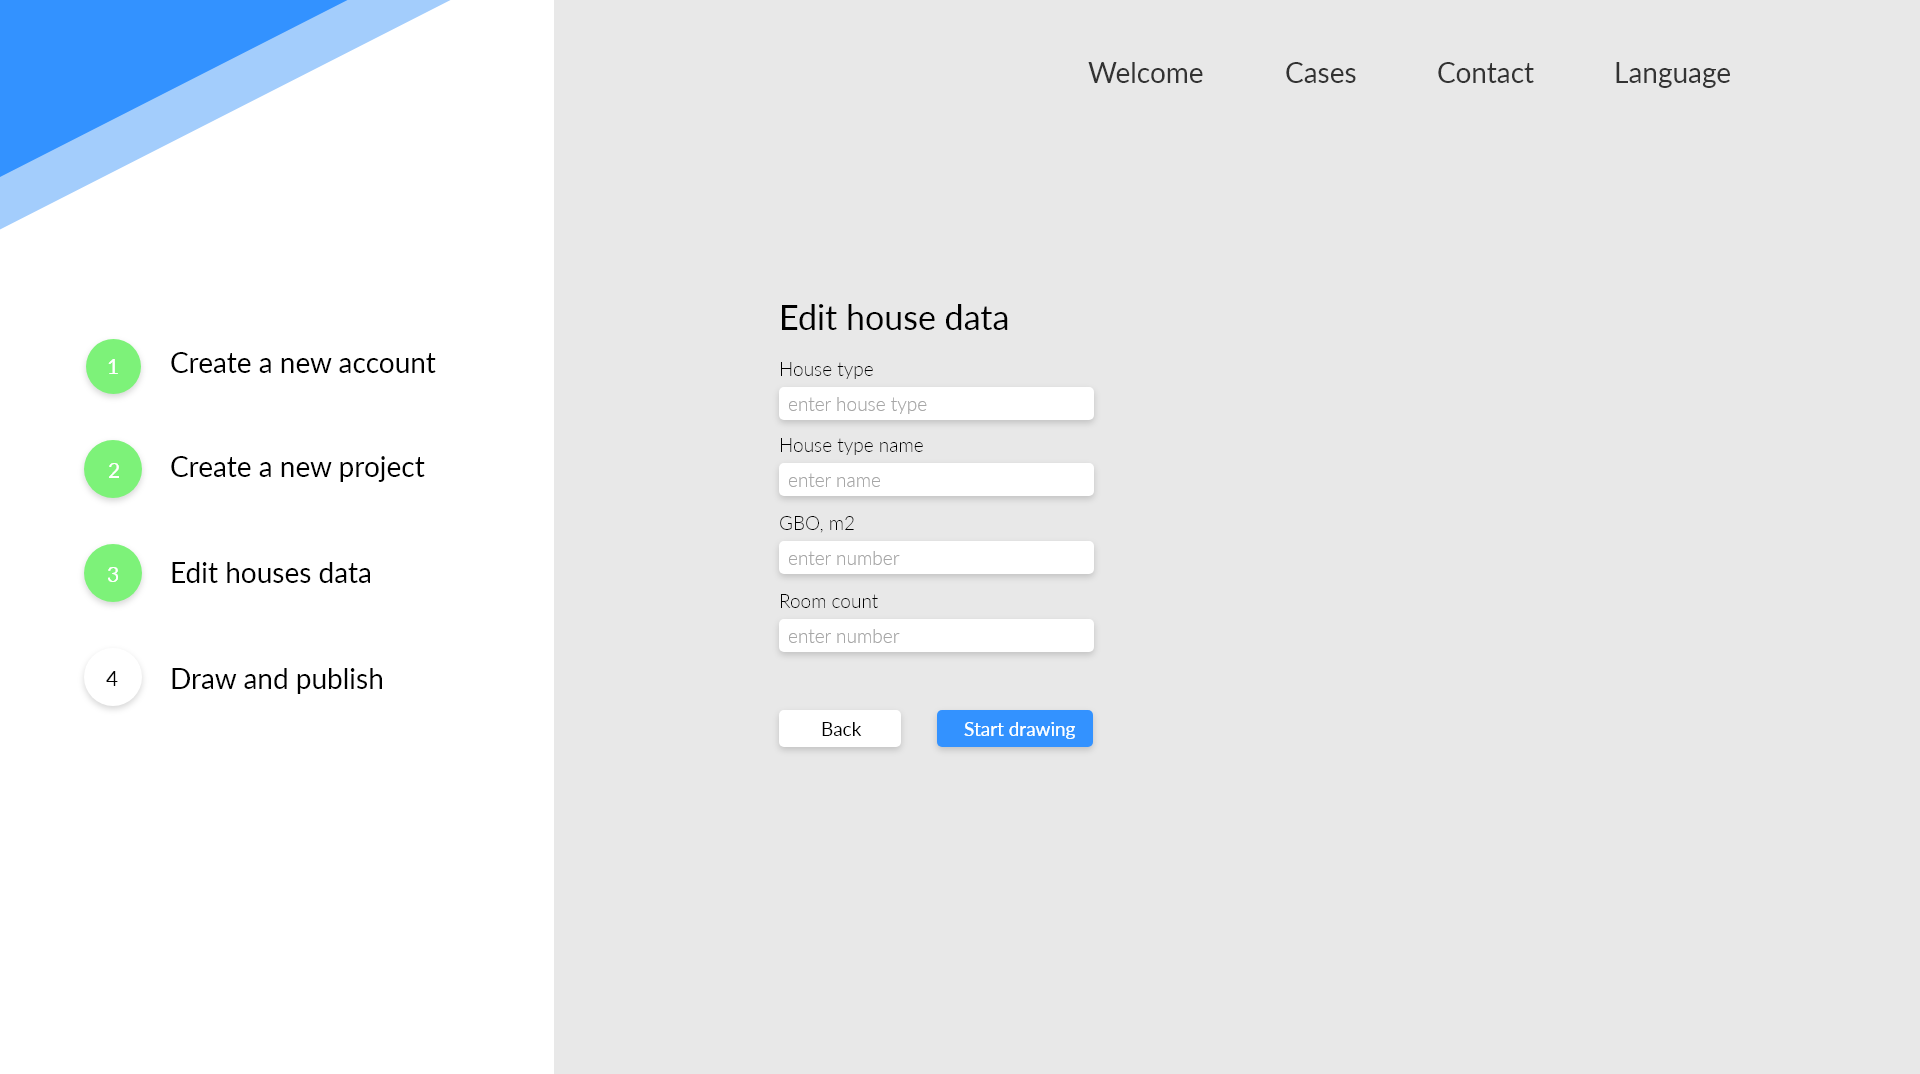 Welcome
Cases
Contact
Language
1
Create a new account
2
Create a new project
3
Edit houses data
4
Draw and publish
Edit house data
House type
enter house type
House type name
enter name
GBO, m2
enter number
Room count
enter number
Back
Start drawing